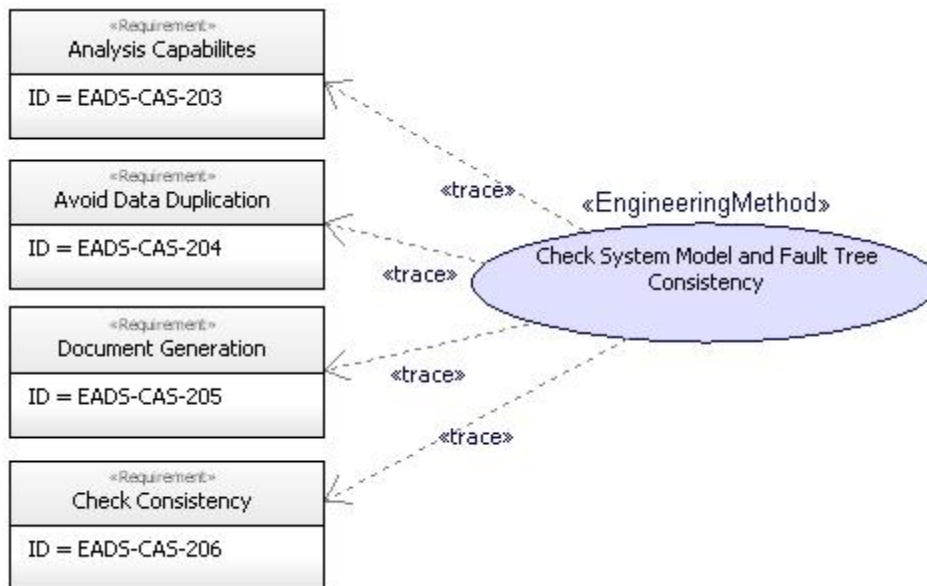 «Requirement»
Analysis Capabilites
ID = EADS-CAS-203
«Requirement»
Avoid Data Duplication
ID = EADS-CAS-204
«Requirement»
Document Generation
ID = EADS-CAS-205
«Requirement»
Check Consistency
ID = EADS-CAS-206
«trace»
«trace»
«trace»
«trace»
«EngineeringMethod»
Check System Model and Fault Tree
Consistency